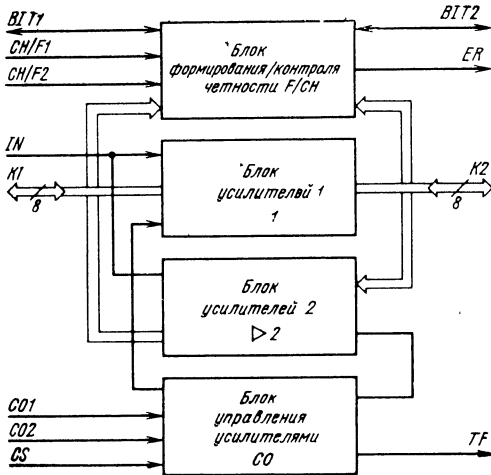 BIT1
BIT2
Блок
формирования/контроля
четности F/CH
CH/F1
ER
CH/F2
IN
K1
8
Блок
усилителей 1
1
K2
8
Блок
усилителей 2
▷2
Блок
управления
усилителями
CO
CO1
CO2
CS
TF